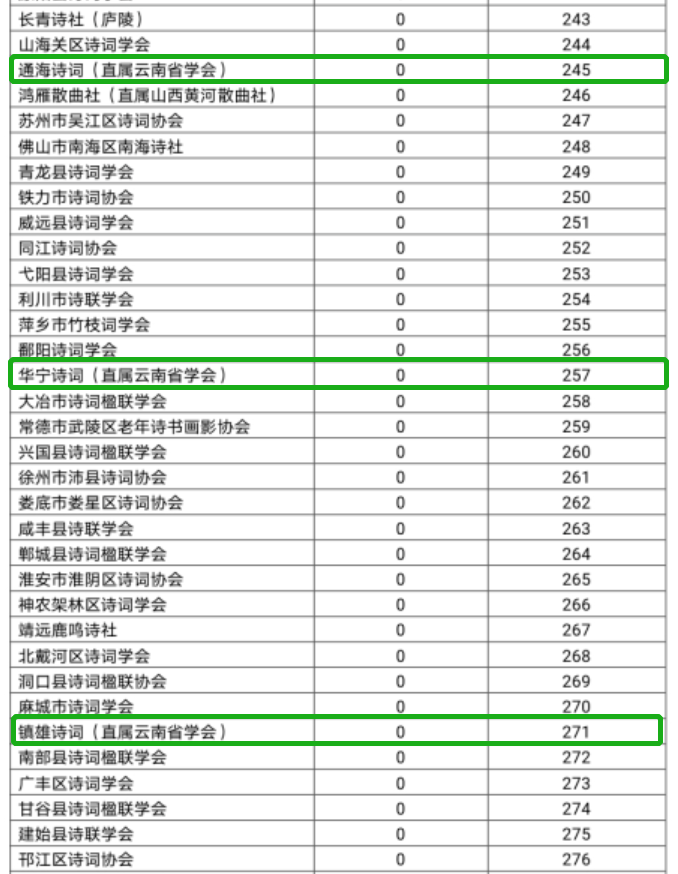 长青诗社（庐陵） 0 243
山海关区诗词学会 0 244
通海诗词（直属云南省学会） 0 245
鸿雁散曲社（直属山西黄河散曲社） 0 246
苏州市吴江区诗词协会 0 247
佛山市南海区南海诗社 0 248
青龙县诗词学会 0 249
铁力市诗词协会 0 250
威远县诗词学会 0 251
同江诗词协会 0 252
弋阳县诗词学会 0 253
利川市诗联学会 0 254
萍乡市竹枝词学会 0 255
鄱阳诗词学会 0 256
华宁诗词（直属云南省学会） 0 257
大冶市诗词楹联学会 0 258
常德市武陵区老年诗书画影协会 0 259
兴国县诗词楹联学会 0 260
徐州市沛县诗词协会 0 261
娄底市娄星区诗词协会 0 262
咸丰县诗联学会 0 263
郸城县诗词楹联学会 0 264
淮安市淮阴区诗词协会 0 265
神农架林区诗词学会 0 266
靖远鹿鸣诗社 0 267
北戴河区诗词学会 0 268
洞口县诗词楹联协会 0 269
麻城市诗词学会 0 270
镇雄诗词（直属云南省学会） 0 271
南部县诗词楹联学会 0 272
广丰区诗词学会 0 273
甘谷县诗词楹联学会 0 274
建始县诗联学会 0 275
邗江区诗词协会 0 276